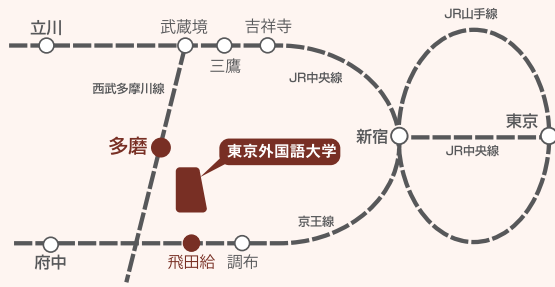 JR山手線
立川
武蔵境
吉祥寺
三鷹
JR中央線
西武多摩川線
東京
新宿
多磨
東京外国語大学
JR中央線
京王線
府中
飛田給
調布